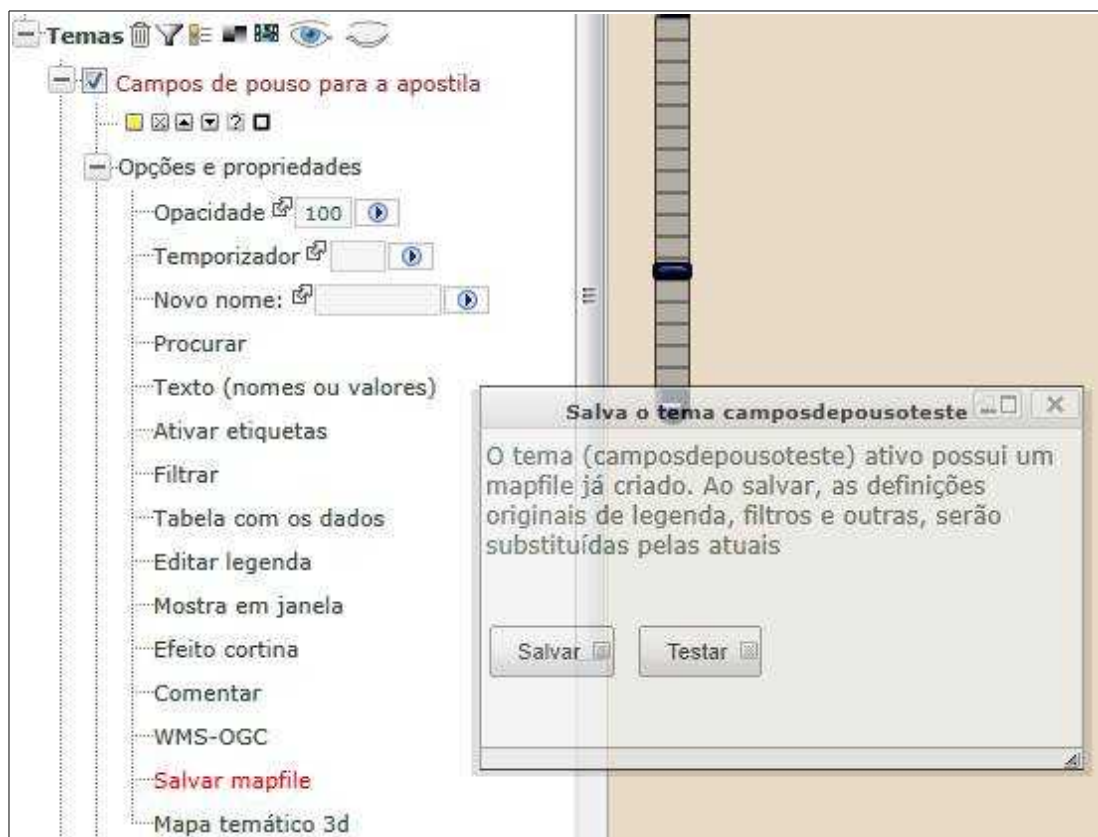 Temas
Campos de pouso para a apostila
Opções e propriedades
Opacidade 100
Temporizador
Novo nome:
Procurar
Texto (nomes ou valores)
Ativar etiquetas
Filtrar
Tabela com os dados
Editar legenda
Mostra em janela
Efeito cortina
Comentar
WMS-OGC
Salvar mapfile
Mapa temático 3d
Salva o tema camposdepousoteste
O tema (camposdepousoteste) ativo possui um
mapfile já criado. Ao salvar, as definições
originais de legenda, filtros e outras, serão
substituídas pelas atuais
Salvar
Testar